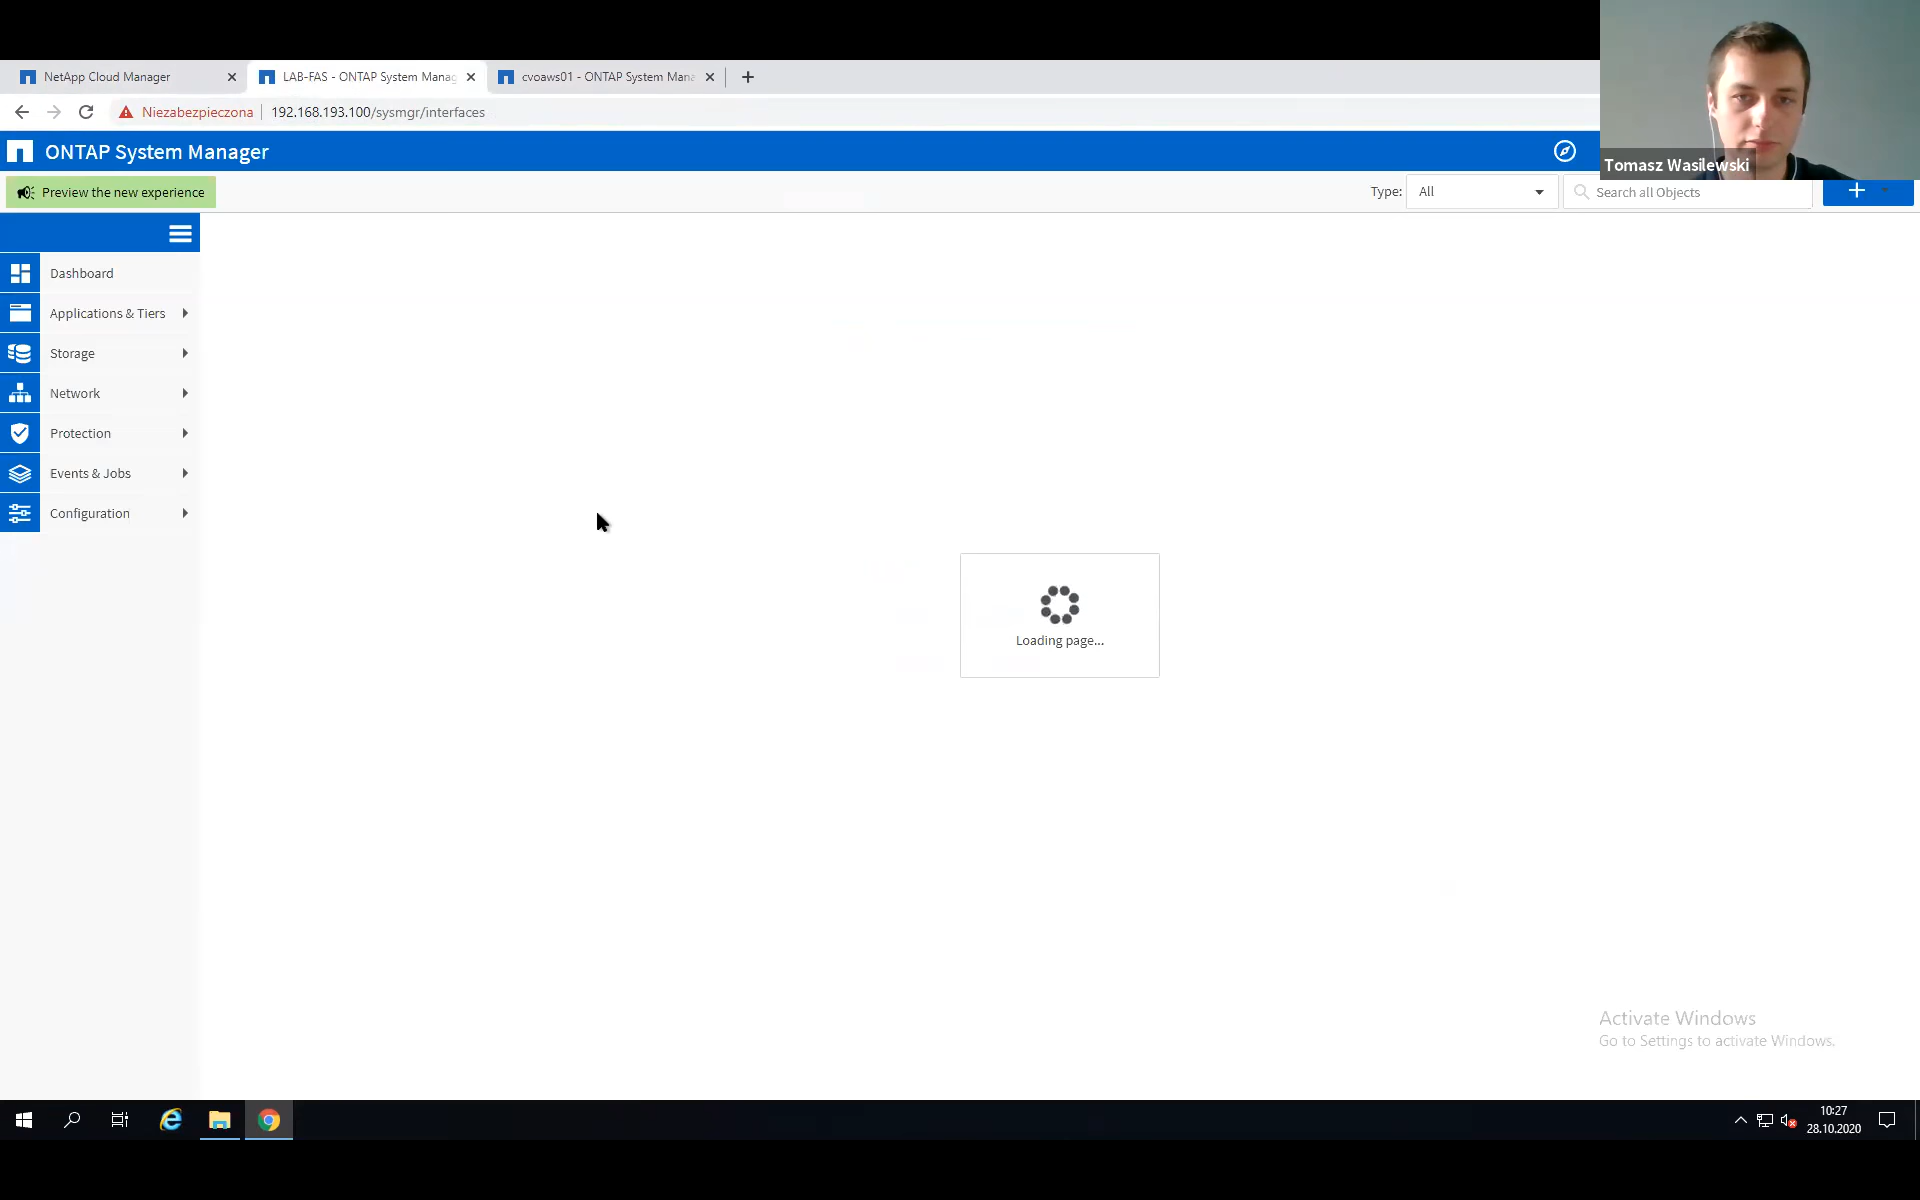 NetApp Cloud Manager
LAB-FAS - ONTAP System Manag
cvoaws01 - ONTAP System Mana
Niezabezpieczona
192.168.193.100/sysmgr/interfaces
ONTAP System Manager
Tomasz Wasilewski
Preview the new experience
Type:
All
Search all Objects
Dashboard
Applications & Tiers
Storage
Network
Protection
Events & Jobs
Configuration
Loading page...
Activate Windows
Go to Settings to activate Windows.
10:27
28.10.2020